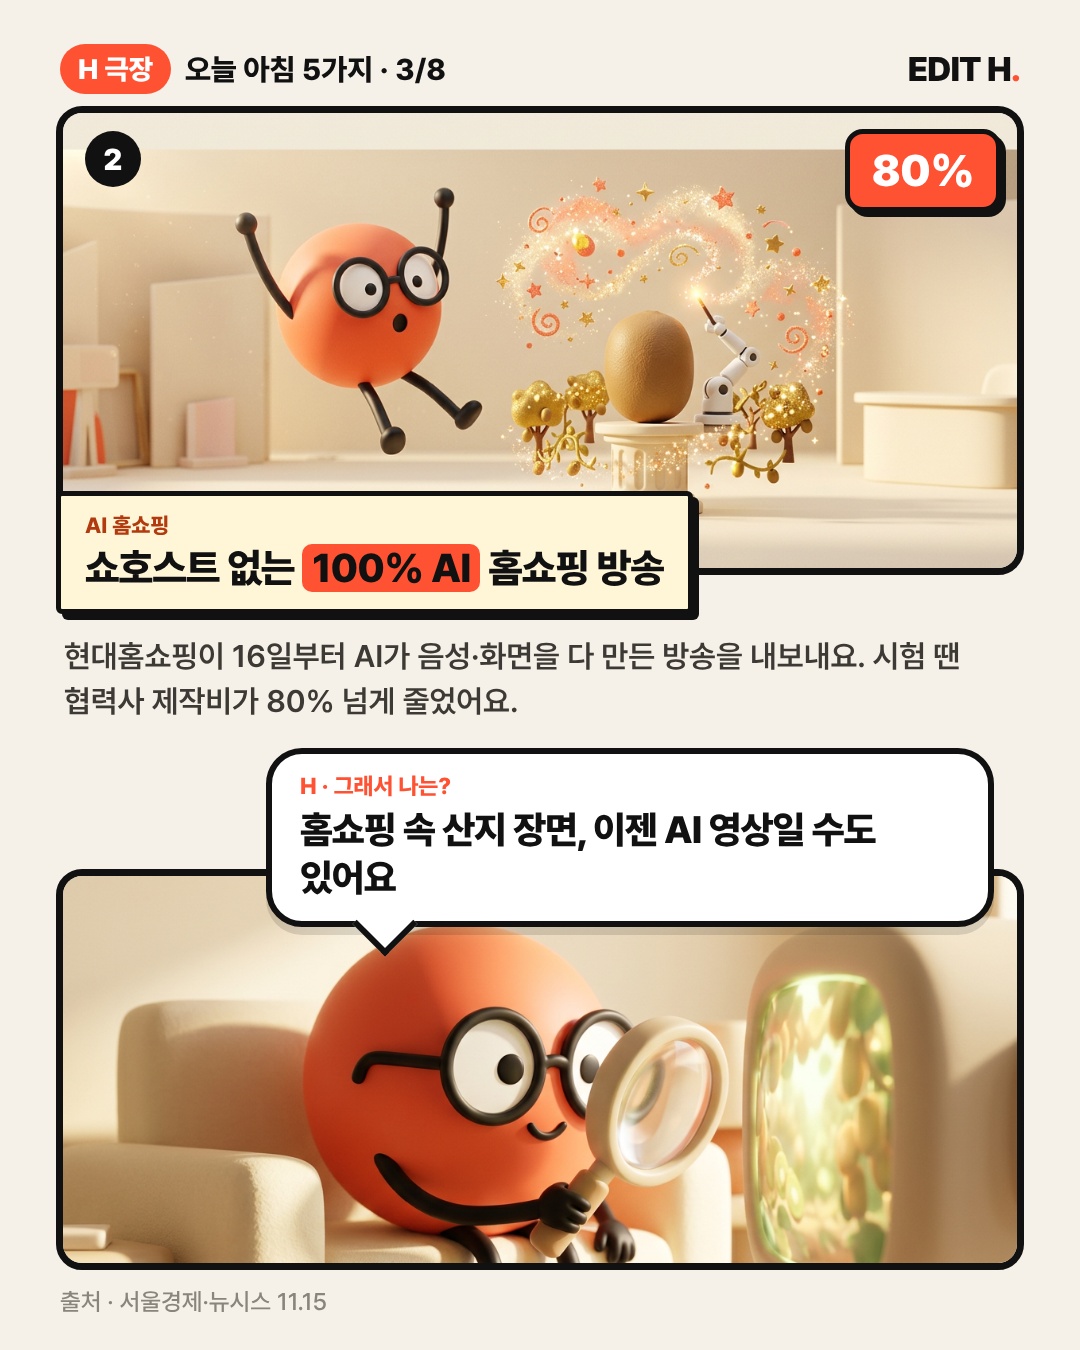 H 극장 오늘 아침 5가지 · 3/8 EDIT H.
2
80%
AI 홈쇼핑
쇼호스트 없는 100% AI 홈쇼핑 방송
현대홈쇼핑이 16일부터 AI가 음성·화면을 다 만든 방송을 내보내요. 시험 땐
협력사 제작비가 80% 넘게 줄었어요.
H · 그래서 나는?
홈쇼핑 속 산지 장면, 이젠 AI 영상일 수도
있어요
출처 · 서울경제·뉴시스 11.15